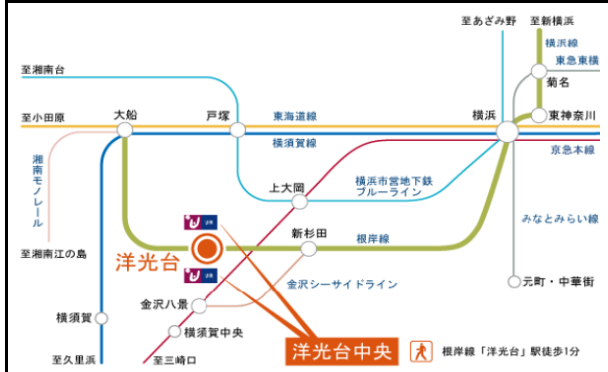 至あざみ野
至新横浜
横浜線
東急東横
菊名
至湘南台
至小田原
大船
戸塚
東海道線
横浜
東神奈川
横須賀線
京急本線
湘南モノレール
上大岡
横浜市営地下鉄
ブルーライン
みなとみらい線
新杉田
根岸線
洋光台
至湘南江の島
金沢シーサイドライン
元町・中華街
金沢八景
横須賀
横須賀中央
洋光台中央
根岸線「洋光台」駅徒歩1分
至久里浜
至三崎口